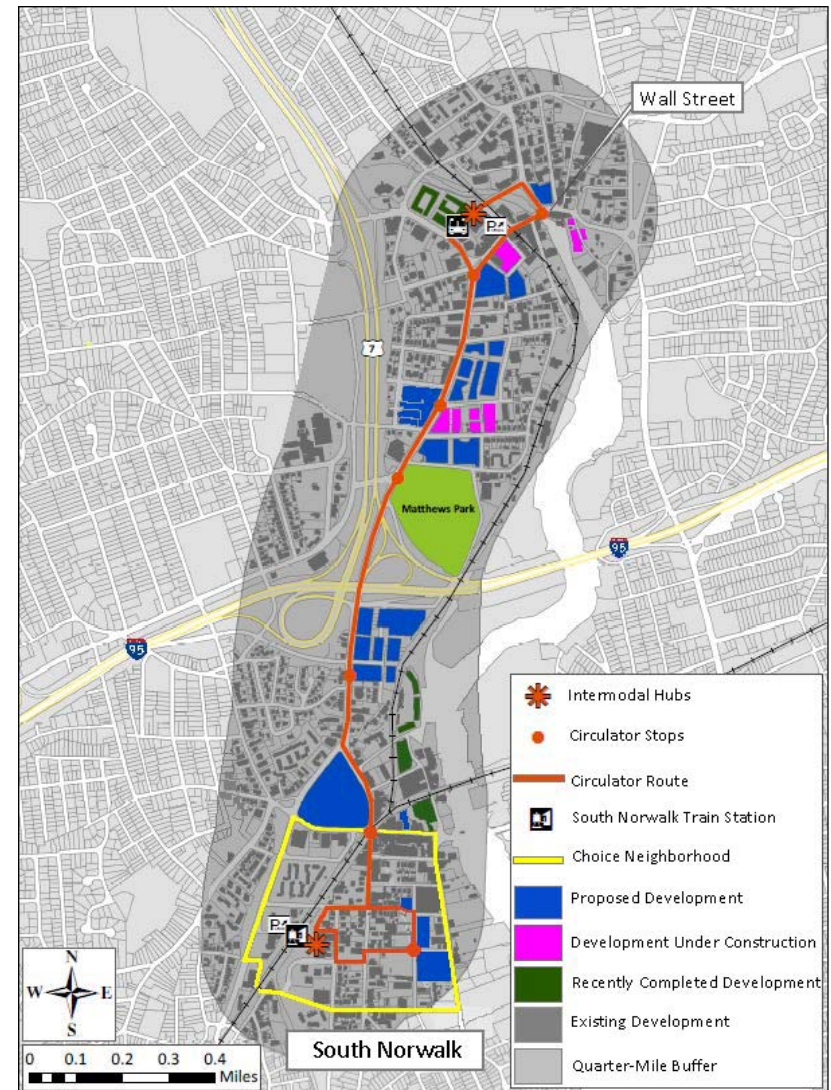 Wall Street
P
7
Matthews Park
95
95
P
Intermodal Hubs
Circulator Stops
Circulator Route
South Norwalk Train Station
Choice Neighborhood
Proposed Development
Development Under Construction
Recently Completed Development
Existing Development
Quarter-Mile Buffer
N
W E
S
South Norwalk
0 0.1 0.2 0.3 0.4
Miles